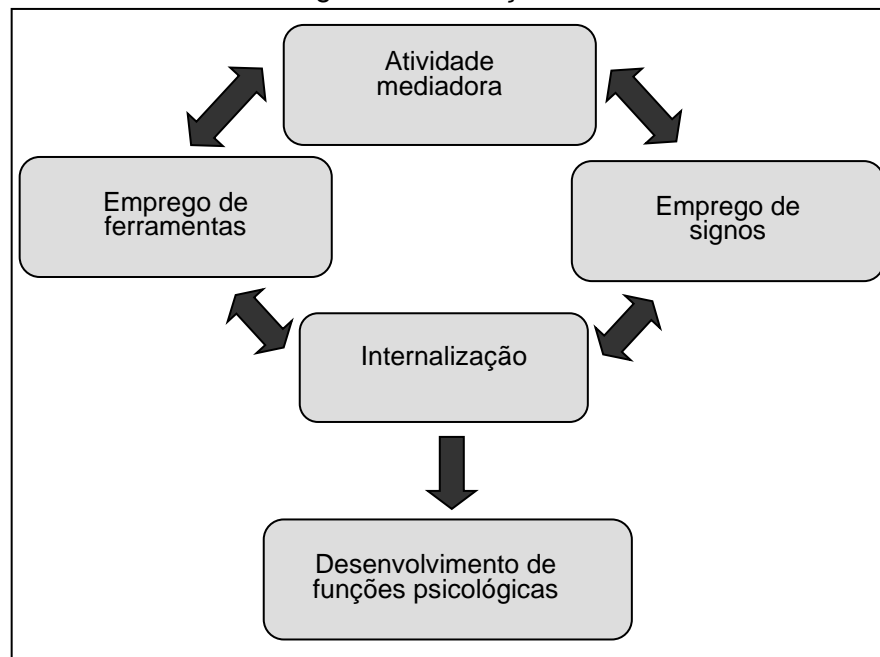 Atividade
mediadora
Emprego de
ferramentas
Emprego de
signos
Internalização
Desenvolvimento de
funções psicológicas